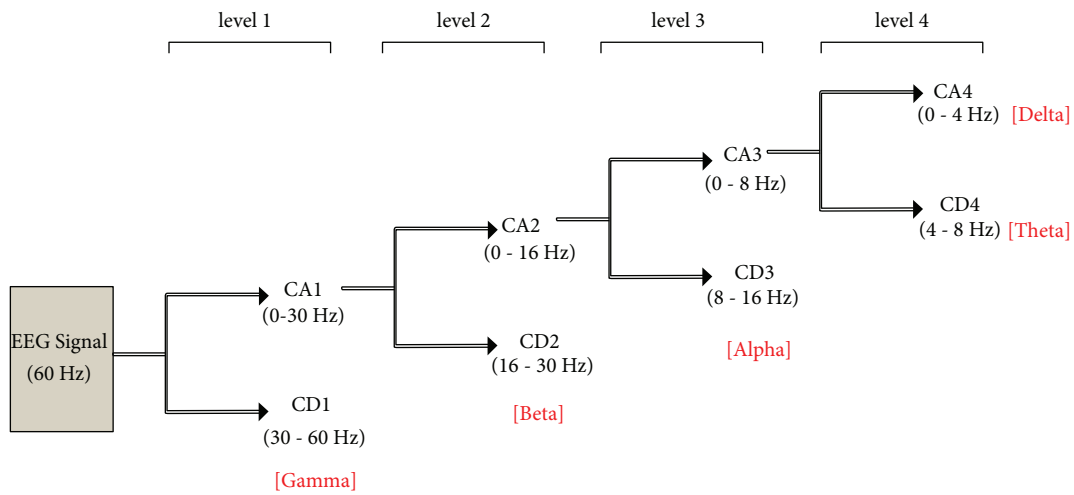 level 1
level 2
level 3
level 4
EEG Signal
(60 Hz)
CA1
(0-30 Hz)
CD1
(30 - 60 Hz)
[Gamma]
CA2
(0 - 16 Hz)
CD2
(16 - 30 Hz)
[Beta]
CA3
(0 - 8 Hz)
CD3
(8 - 16 Hz)
[Alpha]
CA4
(0 - 4 Hz) [Delta]
CD4
(4 - 8 Hz) [Theta]